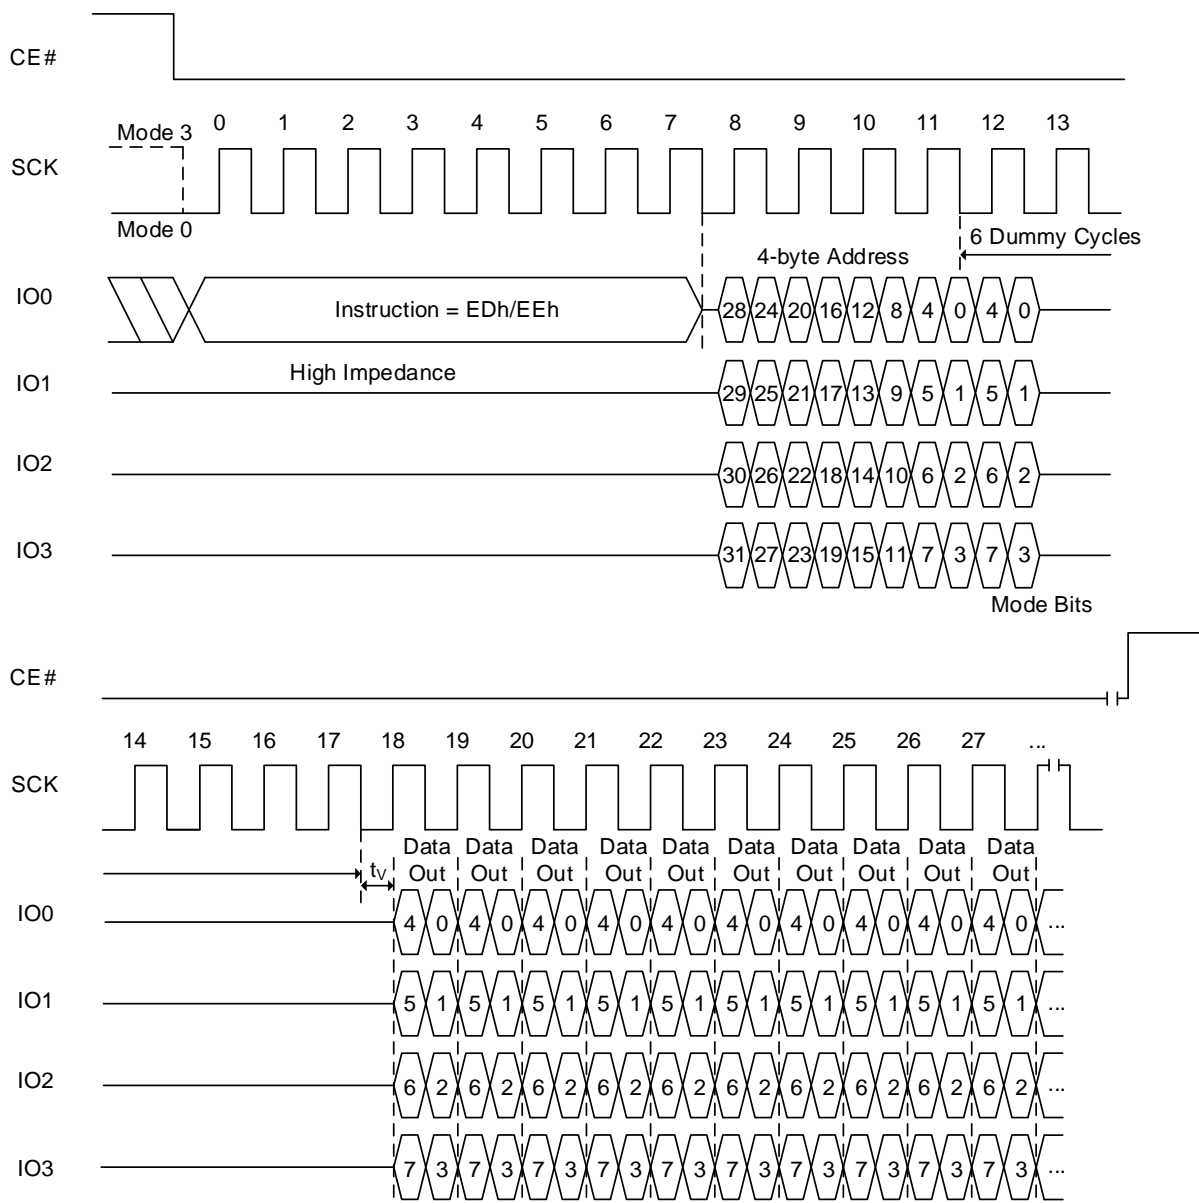 CE#
Mode 3 0 1 2 3 4 5 6 7 8 9 10 11 12 13
SCK
Mode 0
4-byte Address 6 Dummy Cycles
IO0 Instruction = EDh/EEh 28 24 20 16 12 8 4 0 4 0
High Impedance
IO1 29 25 21 17 13 9 5 1 5 1
IO2 30 26 22 18 14 10 6 2 6 2
IO3 31 27 23 19 15 11 7 3 7 3
Mode Bits
CE#
14 15 16 17 18 19 20 21 22 23 24 25 26 27 ...
SCK
Data Data Data Data Data Data Data Data Data Data
tV Out Out Out Out Out Out Out Out Out Out
IO0 4 0 4 0 4 0 4 0 4 0 4 0 4 0 4 0 4 0 4 0 ...
IO1 5 1 5 1 5 1 5 1 5 1 5 1 5 1 5 1 5 1 5 1 ...
IO2 6 2 6 2 6 2 6 2 6 2 6 2 6 2 6 2 6 2 6 2 ...
IO3 7 3 7 3 7 3 7 3 7 3 7 3 7 3 7 3 7 3 7 3 ...